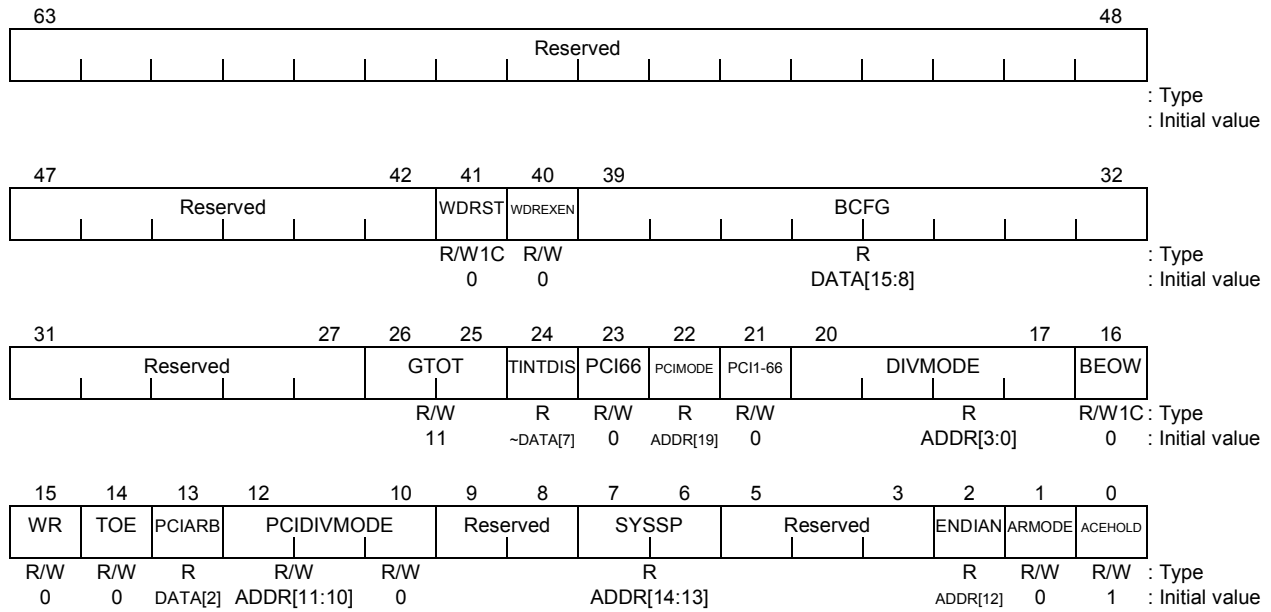 63 48
Reserved
: Type
: Initial value
47 42 41 40 39 32
Reserved WDRST WDREXEN BCFG
R/W1C R/W R : Type
0 0 DATA[15:8] : Initial value
31 27 26 25 24 23 22 21 20 17 16
Reserved GTOT TINTDIS PCI66 PCIMODE PCI1-66 DIVMODE BEOW
R/W R R/W R R/W R R/W1C : Type
11 ~DATA[7] 0 ADDR[19] 0 ADDR[3:0] 0 : Initial value
15 14 13 12 10 9 8 7 6 5 3 2 1 0
WR TOE PCIARB PCIDIVMODE Reserved SYSSP Reserved ENDIAN ARMODE ACEHOLD
R/W R/W R R/W R/W R R R/W R/W : Type
0 0 DATA[2] ADDR[11:10] 0 ADDR[14:13] ADDR[12] 0 1 : Initial value